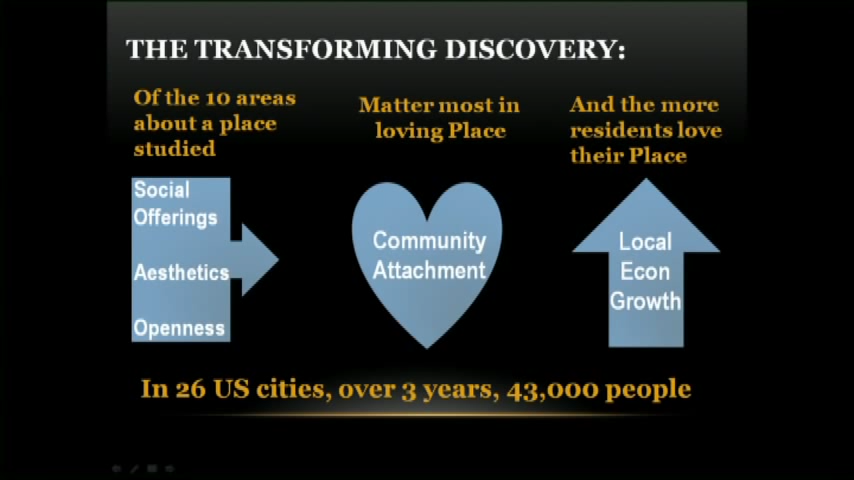 THE TRANSFORMING DISCOVERY:
Of the 10 areas
about a place
studied
Social
Offerings
Aesthetics
Openness
Matter most in
loving Place
Community
Attachment
And the more
residents love
their Place
Local
Econ
Growth
In 26 US cities, over 3 years, 43,000 people